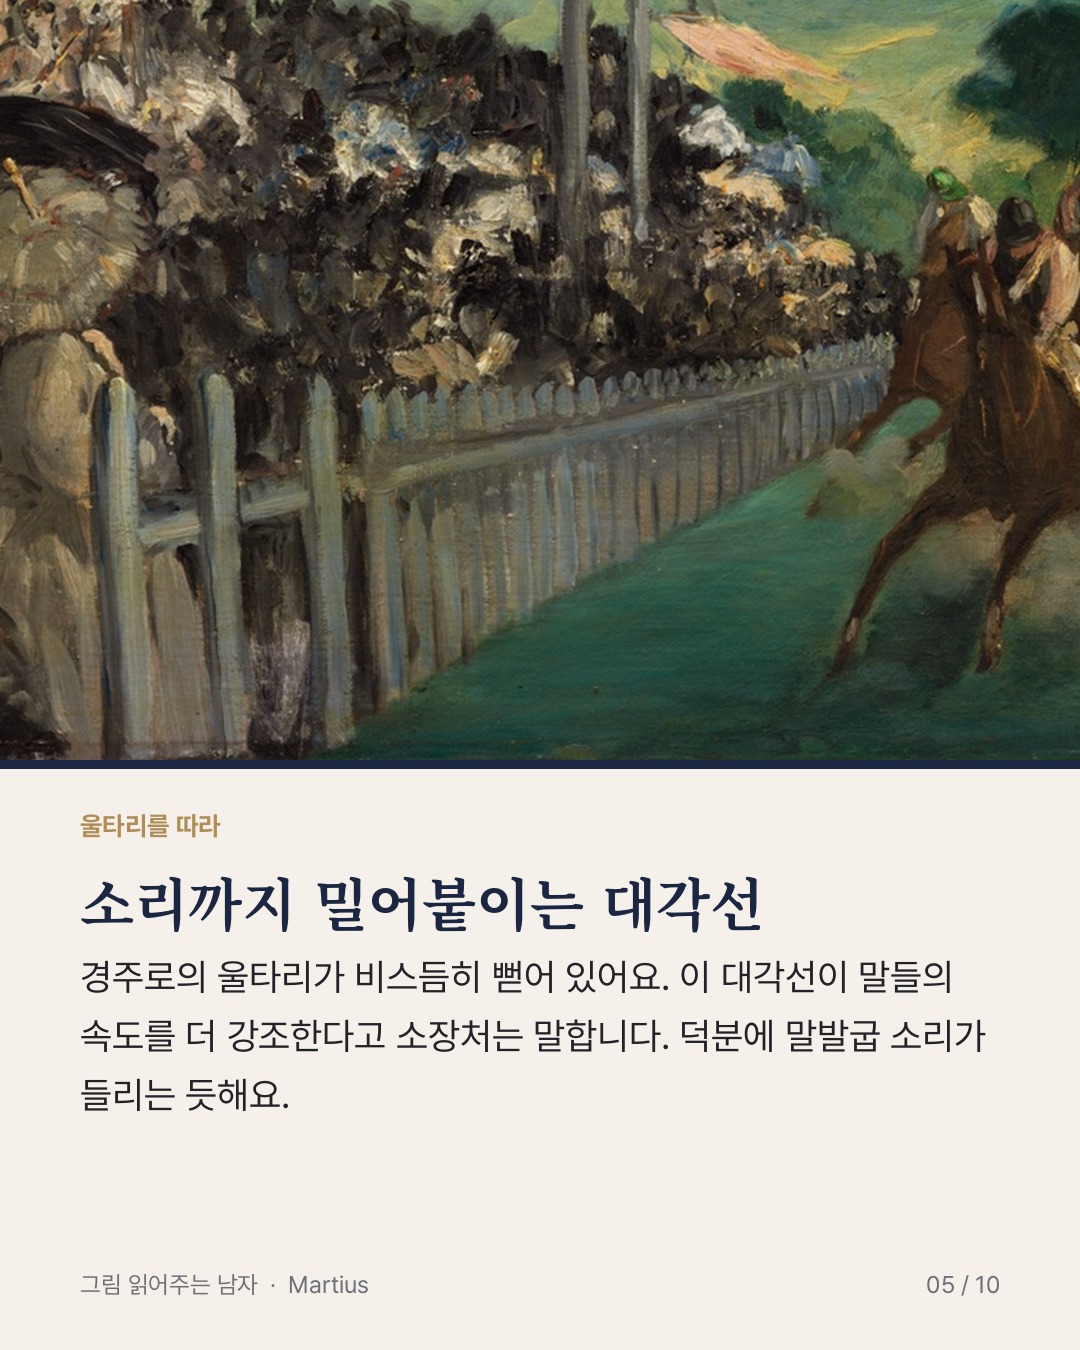 울타리를 따라
소리까지 밀어붙이는 대각선
경주로의 울타리가 비스듬히 뻗어 있어요. 이 대각선이 말들의
속도를 더 강조한다고 소장처는 말합니다. 덕분에 말발굽 소리가
들리는 듯해요.
그림 읽어주는 남자 · Martius
05 / 10